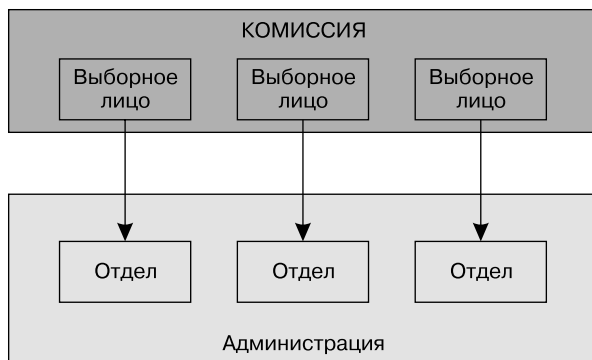 КОМИССИЯ
Выборное
лицо
Выборное
лицо
Выборное
лицо
Отдел
Отдел
Отдел
Администрация